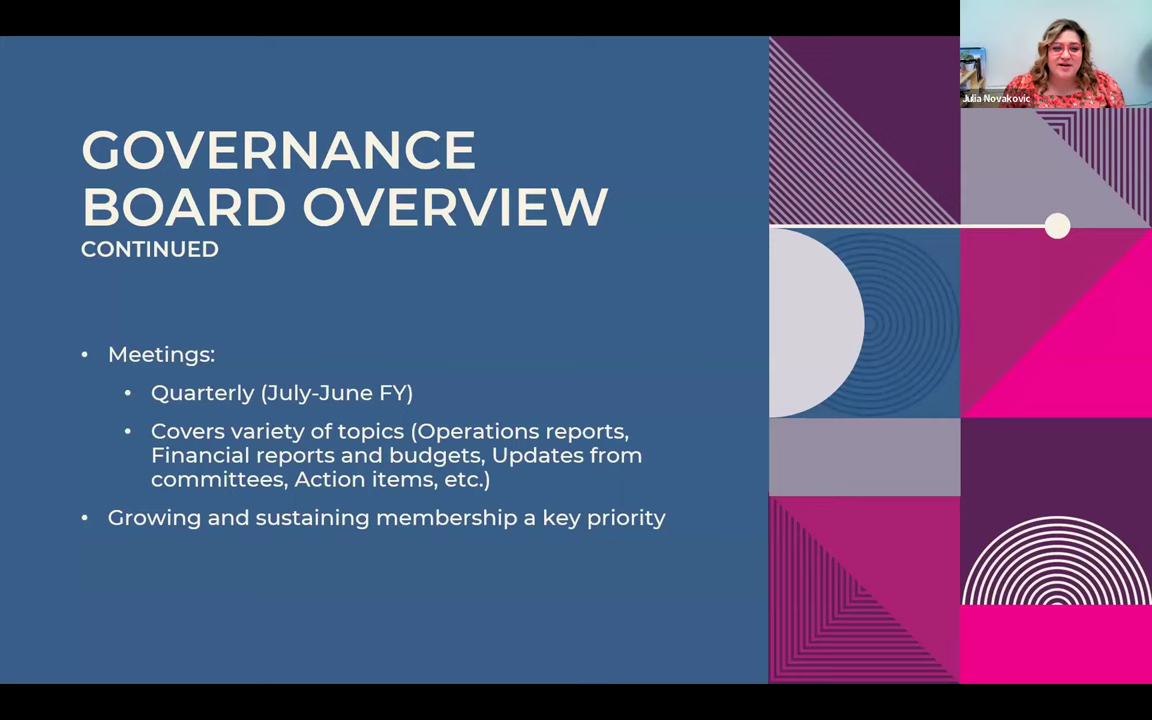 GOVERNANCE
BOARD OVERVIEW
CONTINUED
• Meetings:
• Quarterly (July-June FY)
• Covers variety of topics (Operations reports,
Financial reports and budgets, Updates from
committees, Action items, etc.)
• Growing and sustaining membership a key priority
Julia Novakovic